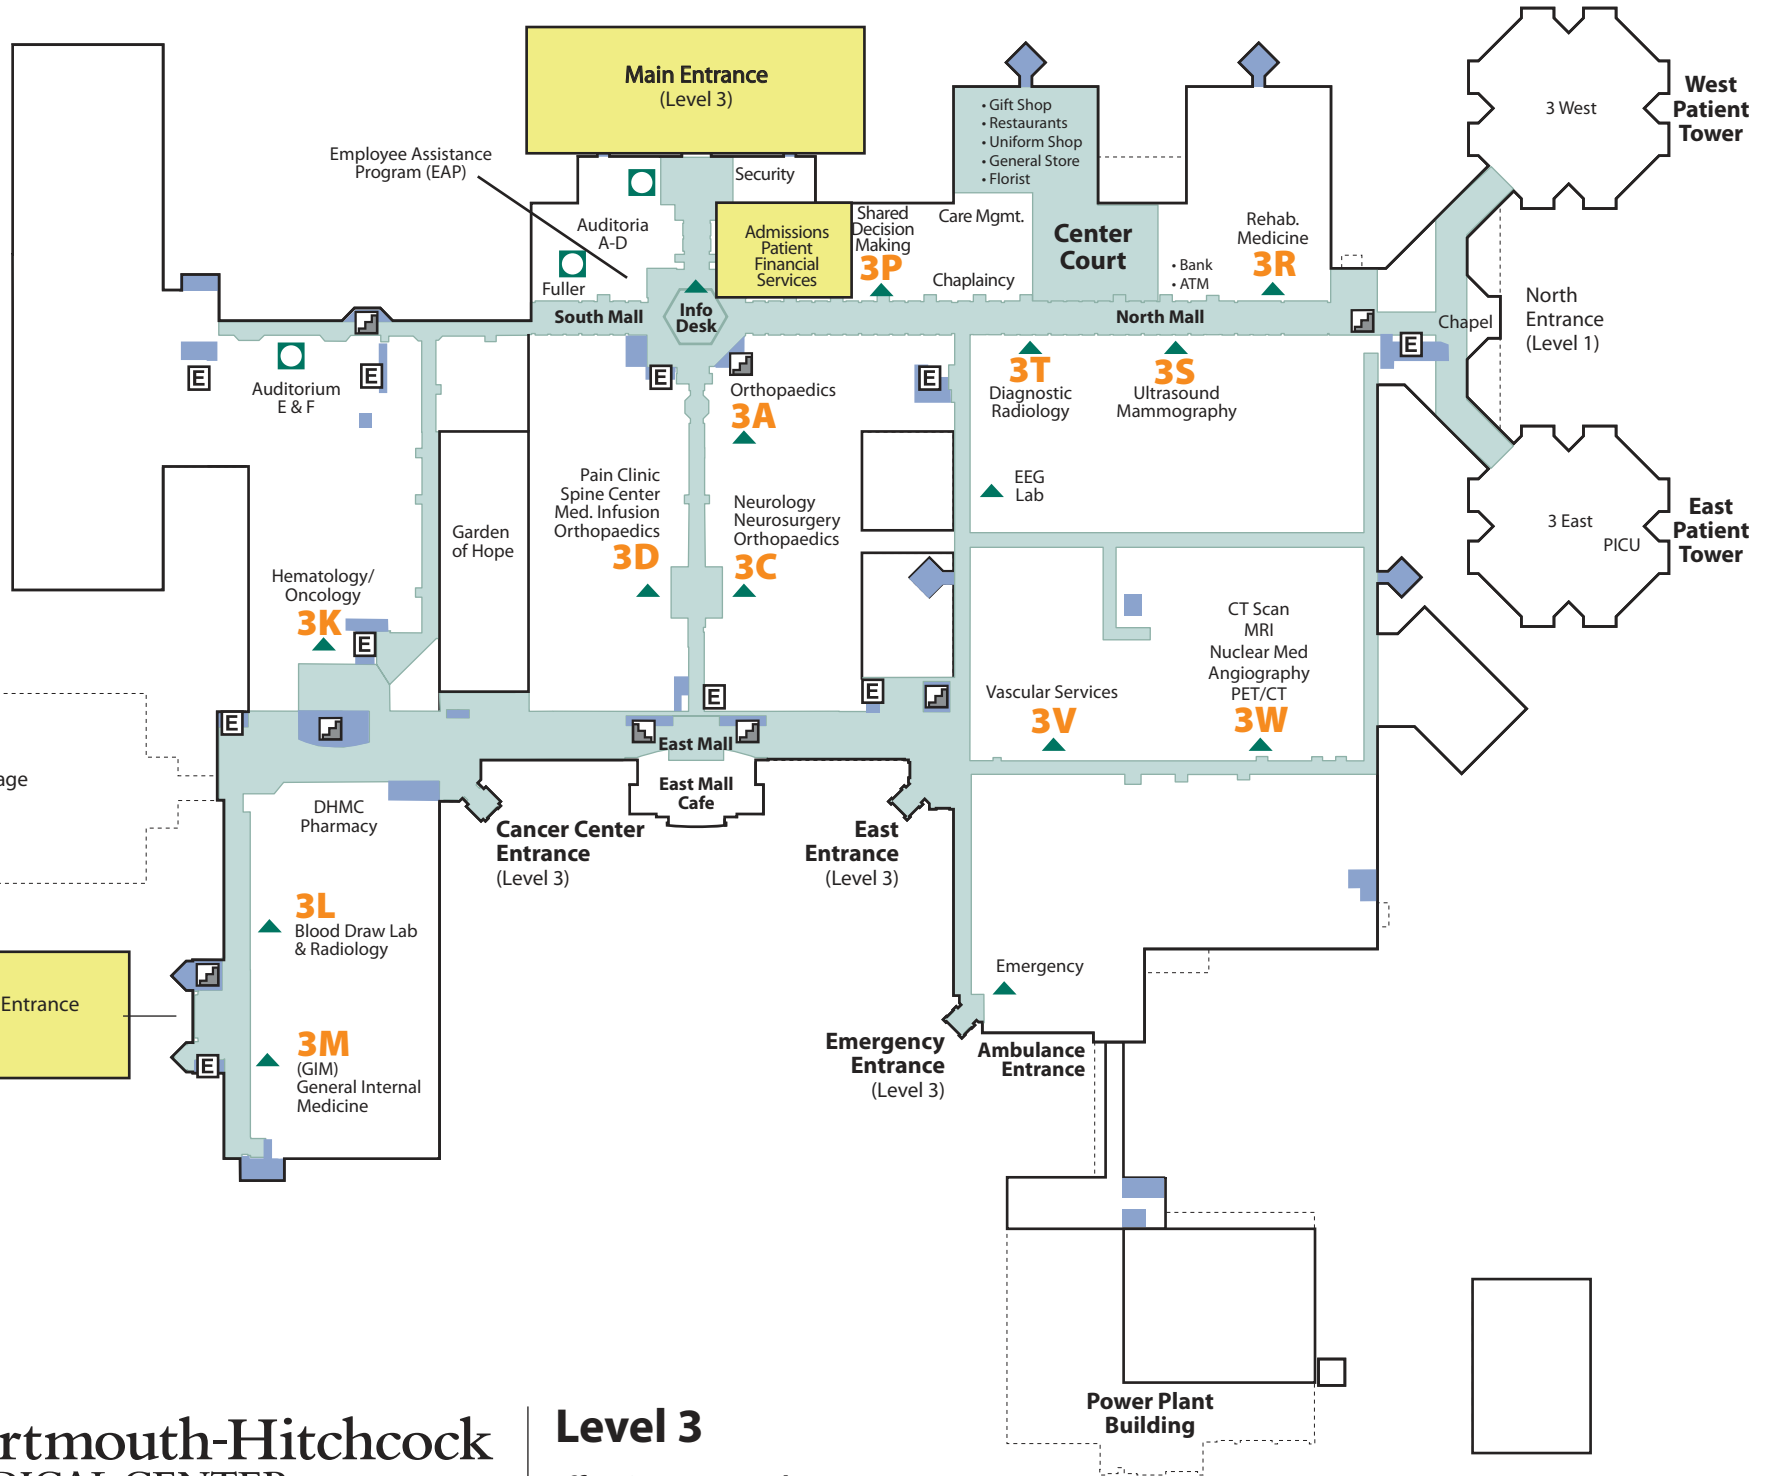 Main Entrance
(Level 3)
Employee Assistance
Program (EAP)
Security
Auditoria
A-D
Fuller
Admissions
Patient
Financial
Services
Shared
Decision
Making
3P
Care Mgmt.
Chaplaincy
• Gift Shop
• Restaurants
• Uniform Shop
• General Store
• Florist
Center
Court
• Bank
• ATM
Rehab.
Medicine
3R
3 West
West
Patient
Tower
South Mall
Info
Desk
North Mall
Chapel
North
Entrance
(Level 1)
E
E
E
E
E
Auditorium
E & F
Orthopaedics
3A
3T
Diagnostic
Radiology
3S
Ultrasound
Mammography
EEG
Lab
Pain Clinic
Spine Center
Med. Infusion
Orthopaedics
3D
Neurology
Neurosurgery
Orthopaedics
3C
Garden
of Hope
3 East
PICU
East
Patient
Tower
Hematology/
Oncology
3K
E
E
E
E
CT Scan
MRI
Nuclear Med
Angiography
PET/CT
3W
Vascular Services
3V
East Mall
East Mall
Cafe
age
DHMC
Pharmacy
Cancer Center
Entrance
(Level 3)
East
Entrance
(Level 3)
3L
Blood Draw Lab
& Radiology
Entrance
3M
(GIM)
General Internal
Medicine
E
Emergency
Emergency
Entrance
(Level 3)
Ambulance
Entrance
Power Plant
Building
rtmouth-Hitchcock
DICAL CENTER
Level 3